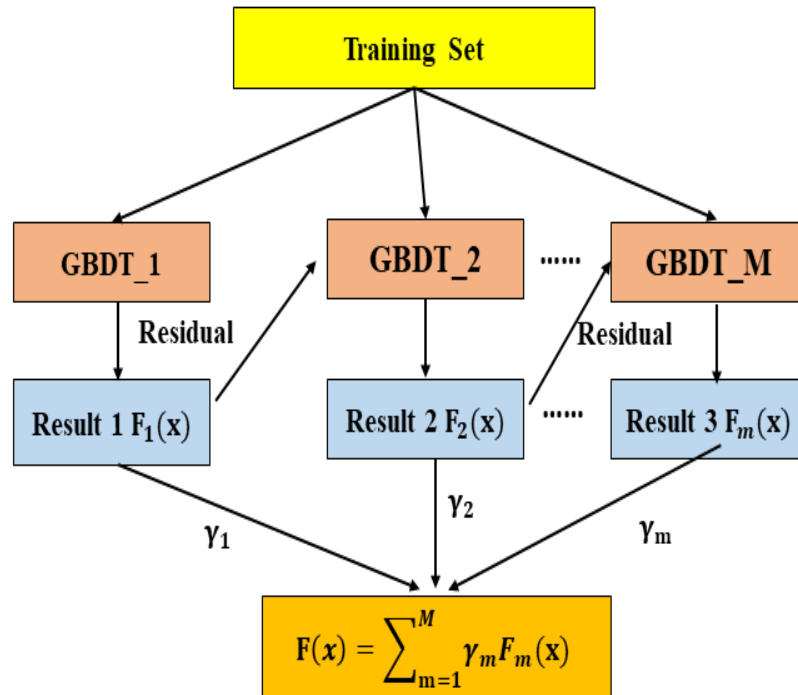 Training Set
GBDT_1
GBDT_2
......
GBDT_M
Residual
Residual
Result 1 F₁(x)
Result 2 F₂(x)
......
Result 3 Fₘ(x)
γ₁
γ₂
γₘ
F(x) = ∑ᴹₘ₌₁ γₘFₘ(x)